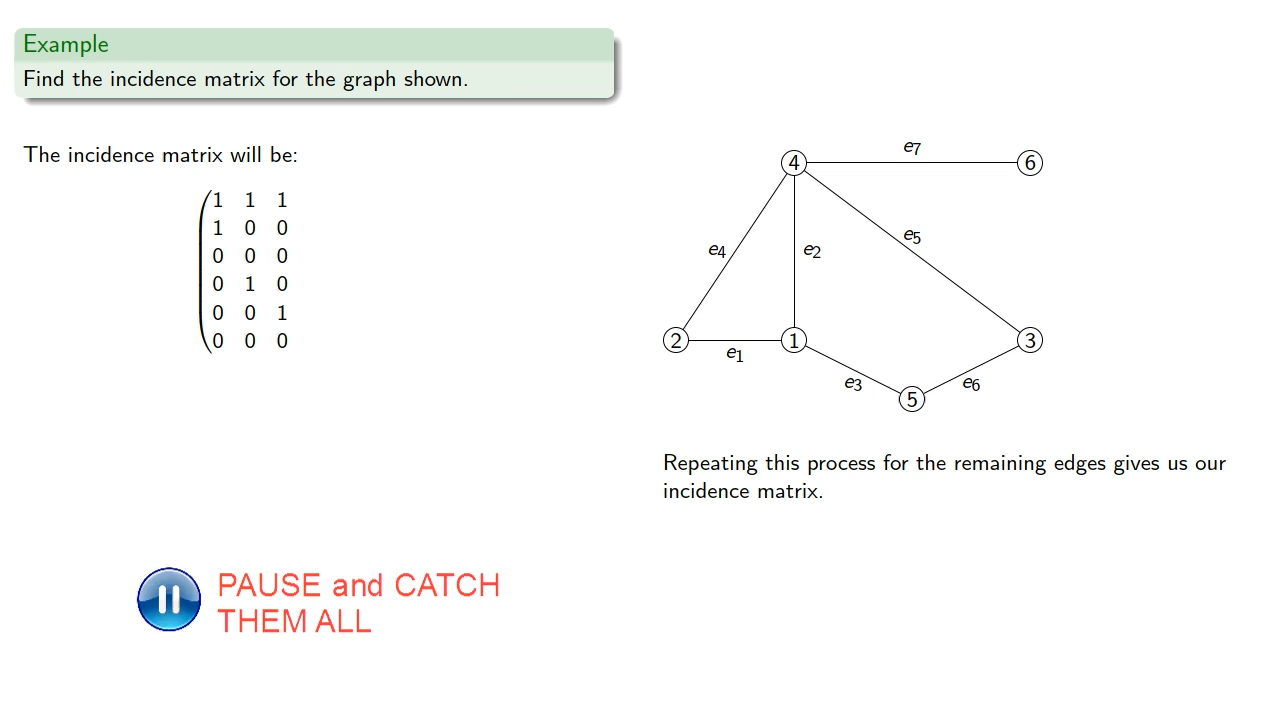 Example
Find the incidence matrix for the graph shown.
The incidence matrix will be:
1 1 1
1 0 0
0 0 0
0 1 0
0 0 1
0 0 0
e7
4
6
e5
e4
e2
2
1
3
e1
e3
e6
5
Repeating this process for the remaining edges gives us our
incidence matrix.
PAUSE and CATCH
THEM ALL